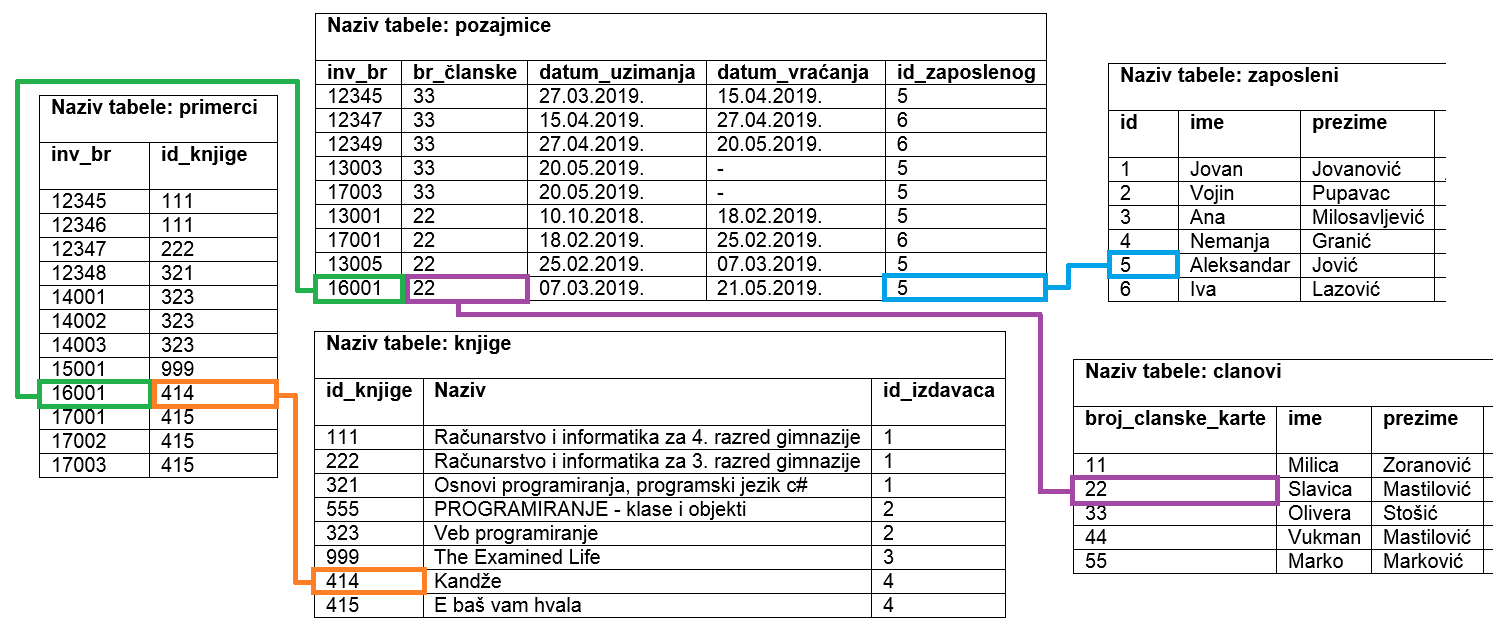 Naziv tabele: primerci
inv_br id_knjige
12345 111
12346 111
12347 222
12348 321
14001 323
14002 323
14003 323
15001 999
16001 414
17001 415
17002 415
17003 415
Naziv tabele: pozajmice
inv_br br_članske datum_uzimanja datum_vraćanja id_zaposlenog
12345 33 27.03.2019. 15.04.2019. 5
12347 33 15.04.2019. 27.04.2019. 6
12349 33 27.04.2019. 20.05.2019. 6
13003 33 20.05.2019. - 5
17003 33 20.05.2019. - 5
13001 22 10.10.2018. 18.02.2019. 5
17001 22 18.02.2019. 25.02.2019. 6
13005 22 25.02.2019. 07.03.2019. 5
16001 22 07.03.2019. 21.05.2019. 5
Naziv tabele: knjige
id_knjige Naziv id_izdavaca
111 Računarstvo i informatika za 4. razred gimnazije 1
222 Računarstvo i informatika za 3. razred gimnazije 1
321 Osnovi programiranja, programski jezik c# 1
555 PROGRAMIRANJE - klase i objekti 2
323 Veb programiranje 2
999 The Examined Life 3
414 Kandže 4
415 E baš vam hvala 4
Naziv tabele: zaposleni
id ime prezime
1 Jovan Jovanović
2 Vojin Pupavac
3 Ana Milosavljević
4 Nemanja Granić
5 Aleksandar Jović
6 Iva Lazović
Naziv tabele: clanovi
broj_clanske_karte ime prezime
11 Milica Zoranović
22 Slavica Mastilović
33 Olivera Stošić
44 Vukman Mastilović
55 Marko Marković